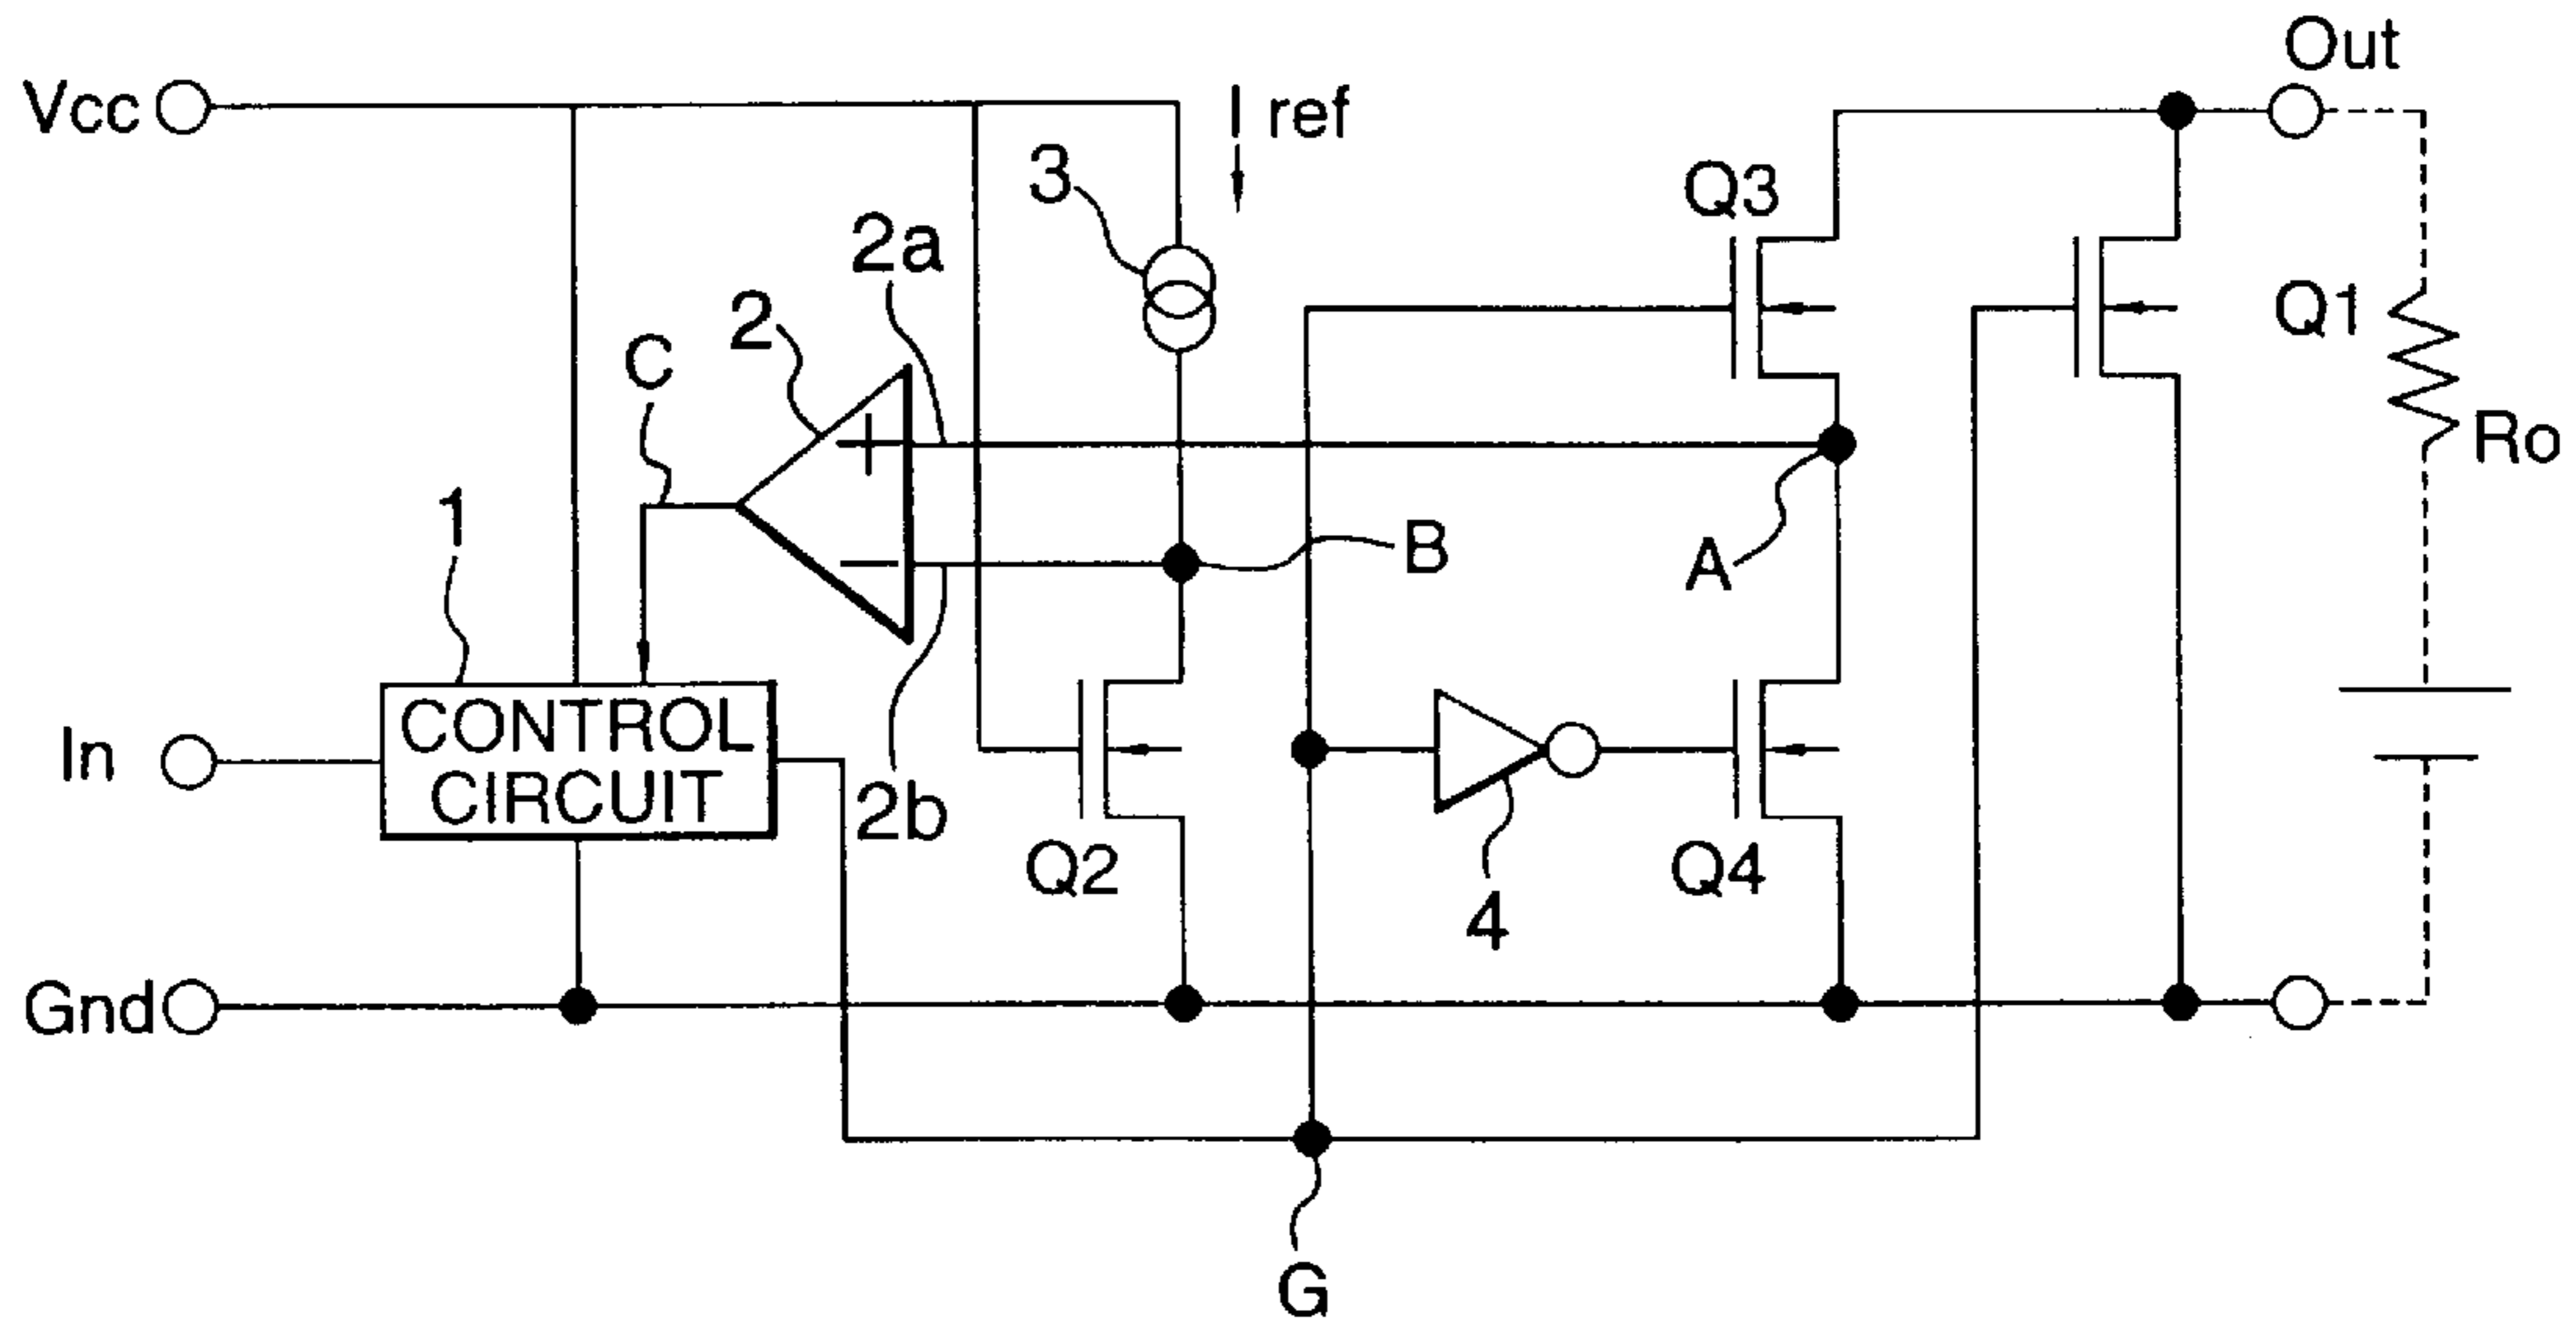 Out
Vcc
I ref
3
Q3
2a
2
Q1
C
Ro
1
B
A
CONTROL
CIRCUIT
In
2b
Q2
Q4
4
Gnd
G